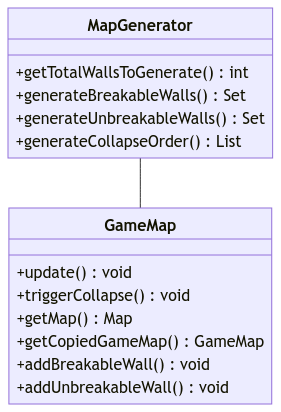 MapGenerator
+getTotalWallsToGenerate() : int
+generateBreakableWalls() : Set
+generateUnbreakableWalls() : Set
+generateCollapseOrder() : List
GameMap
+update() : void
+triggerCollapse() : void
+getMap() : Map
+getCopiedGameMap() : GameMap
+addBreakableWall() : void
+addUnbreakableWall() : void